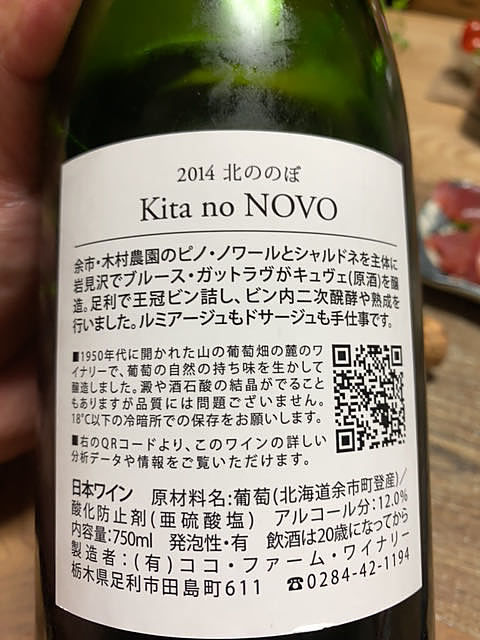 2014 北ののぼ
Kita no NOVO
余市・木村農園のピノ・ノワールとシャルドネを主体に
岩見沢でブルース・ガットラヴがキュヴェ(原酒)を醸
造。足利で王冠ビン詰し、ビン内二次醗酵や熟成を
行いました。ルミアージュもドサージュも手仕事です。
■1950年代に開かれた山の葡萄畑の麓のワ
イナリーで、葡萄の自然の持ち味を生かして
醸造しました。澱や酒石酸の結晶がでること
もありますが品質には問題ございません。
18℃以下の冷暗所での保存をお願いします。
■右のQRコードより、このワインの詳しい
分析データや情報をご覧いただけます。
日本ワイン 原材料名:葡萄(北海道余市町登産)/
酸化防止剤(亜硫酸塩) アルコール分:12.0%
内容量:750ml 発泡性・有 飲酒は20歳になってから
製造者:(有)ココ・ファーム・ワイナリー
栃木県足利市田島町611 ☎0284-42-1194